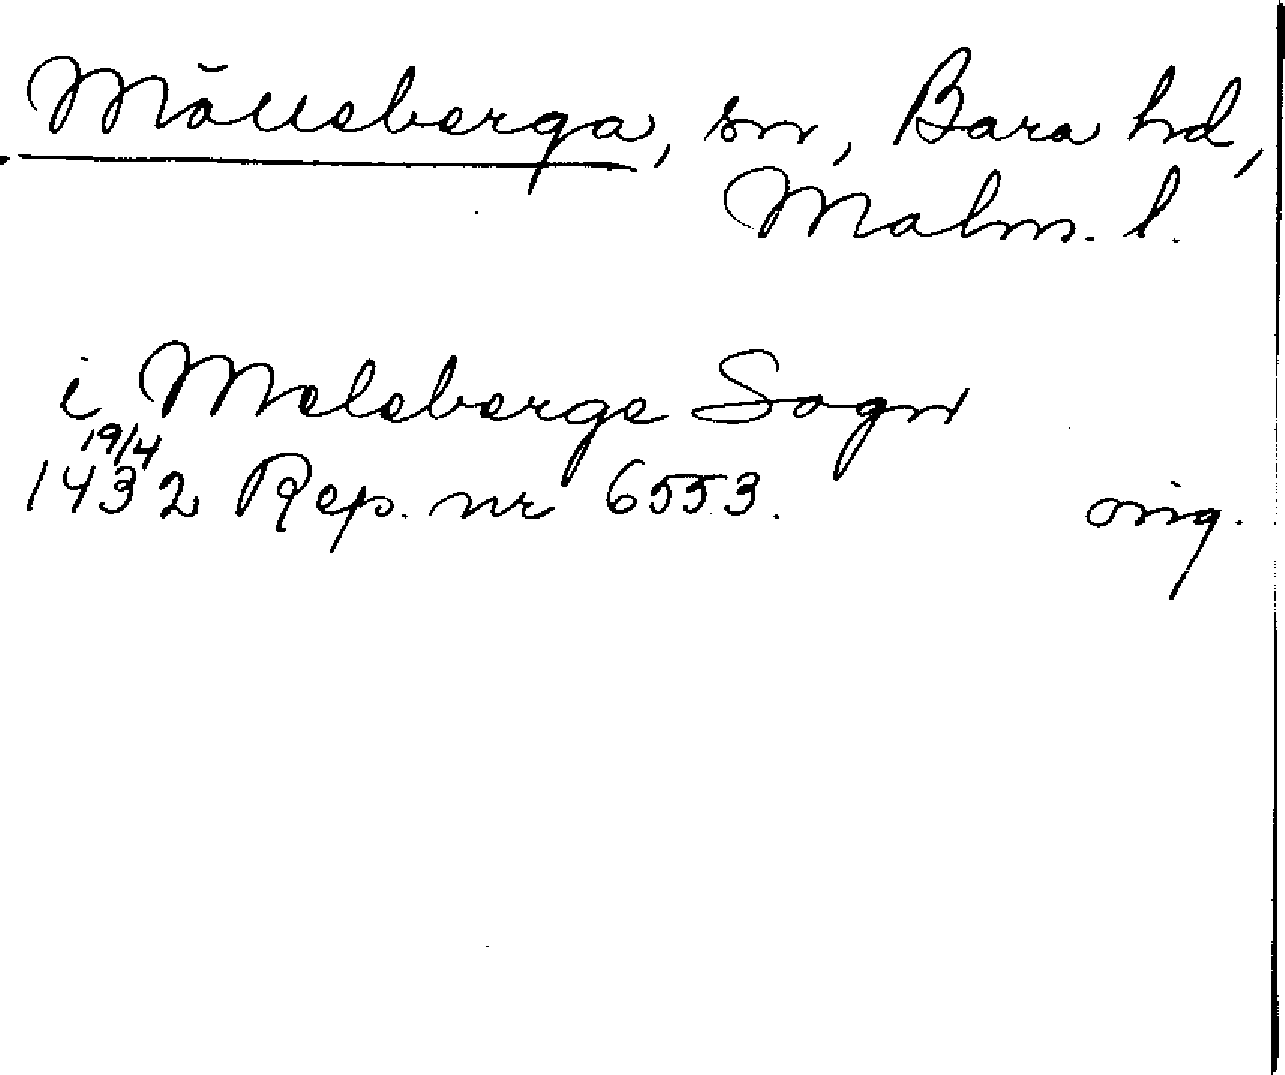 Mölleberga, sn, Bara hd,
Malm. l.
i Meleberge Sogn
19/4
1432 Rep. nr 6553. orig.